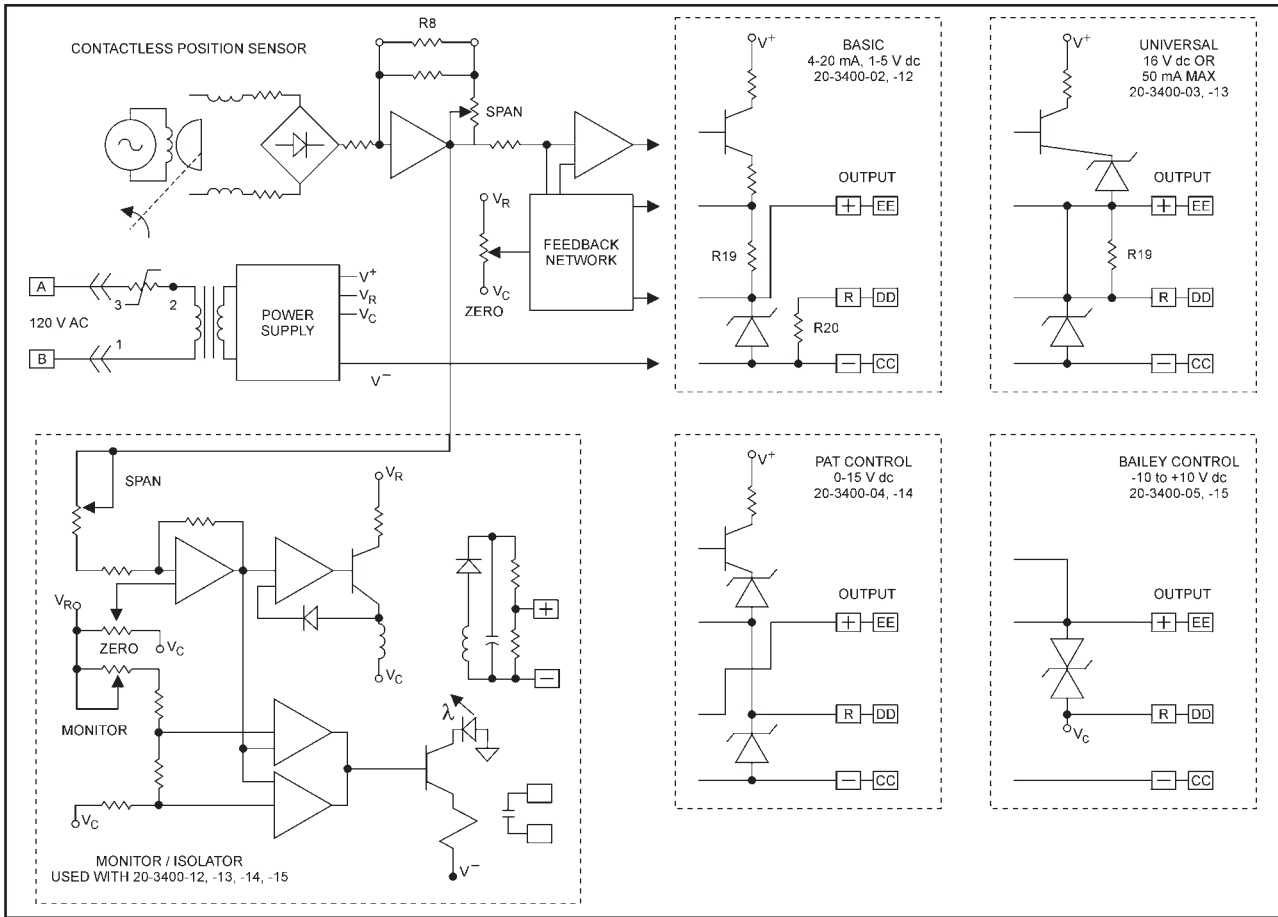 CONTACTLESS POSITION SENSOR
R8
SPAN
V_R
V_C
ZERO
FEEDBACK
NETWORK
A
120 V AC
B
3
2
1
POWER
SUPPLY
V+
V_R
V_C
V−
V+
BASIC
4-20 mA, 1-5 V dc
20-3400-02, -12
OUTPUT
+ EE
R19
R DD
R20
− CC
V+
UNIVERSAL
16 V dc OR
50 mA MAX
20-3400-03, -13
OUTPUT
+ EE
R19
R DD
− CC
SPAN
V_R
V_R
ZERO
V_C
V_C
MONITOR
V_C
+
−
λ
V−
MONITOR / ISOLATOR
USED WITH 20-3400-12, -13, -14, -15
V+
PAT CONTROL
0-15 V dc
20-3400-04, -14
OUTPUT
+ EE
R DD
− CC
BAILEY CONTROL
-10 to +10 V dc
20-3400-05, -15
OUTPUT
+ EE
R DD
V_C
− CC